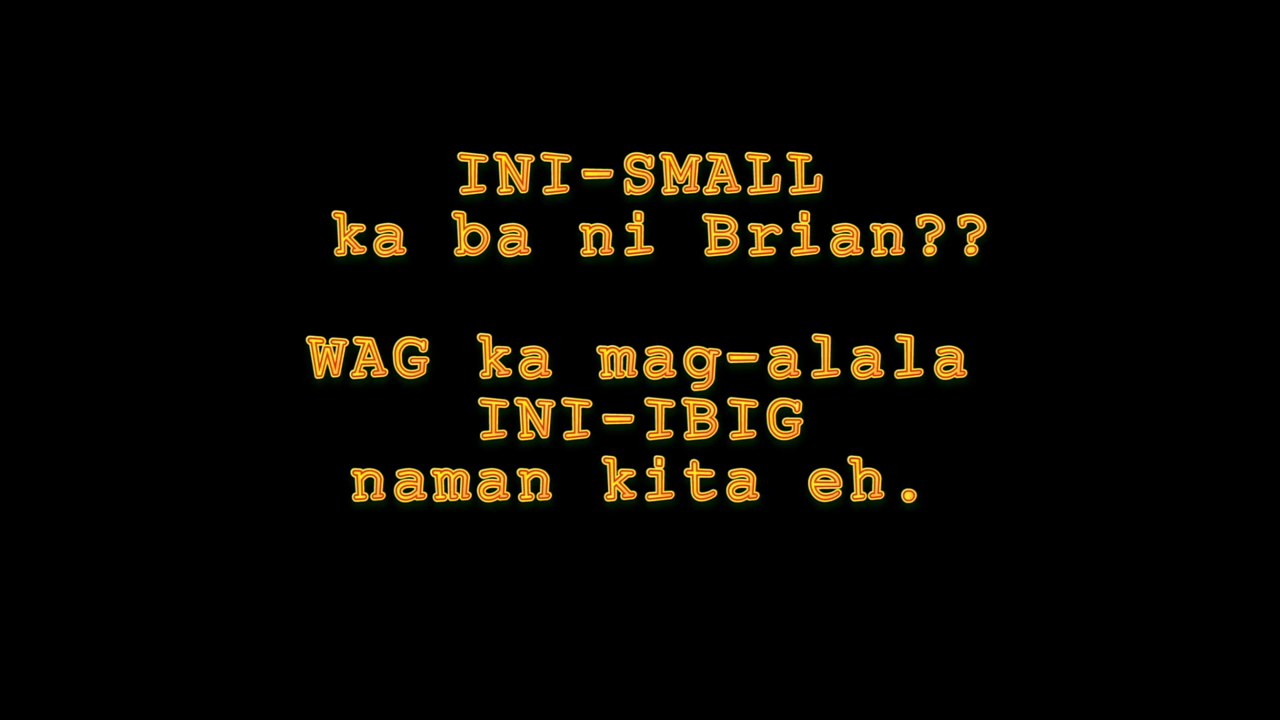 INI-SMALL
ka ba ni Brian??
WAG ka mag-alala
INI-IBIG
naman kita eh.